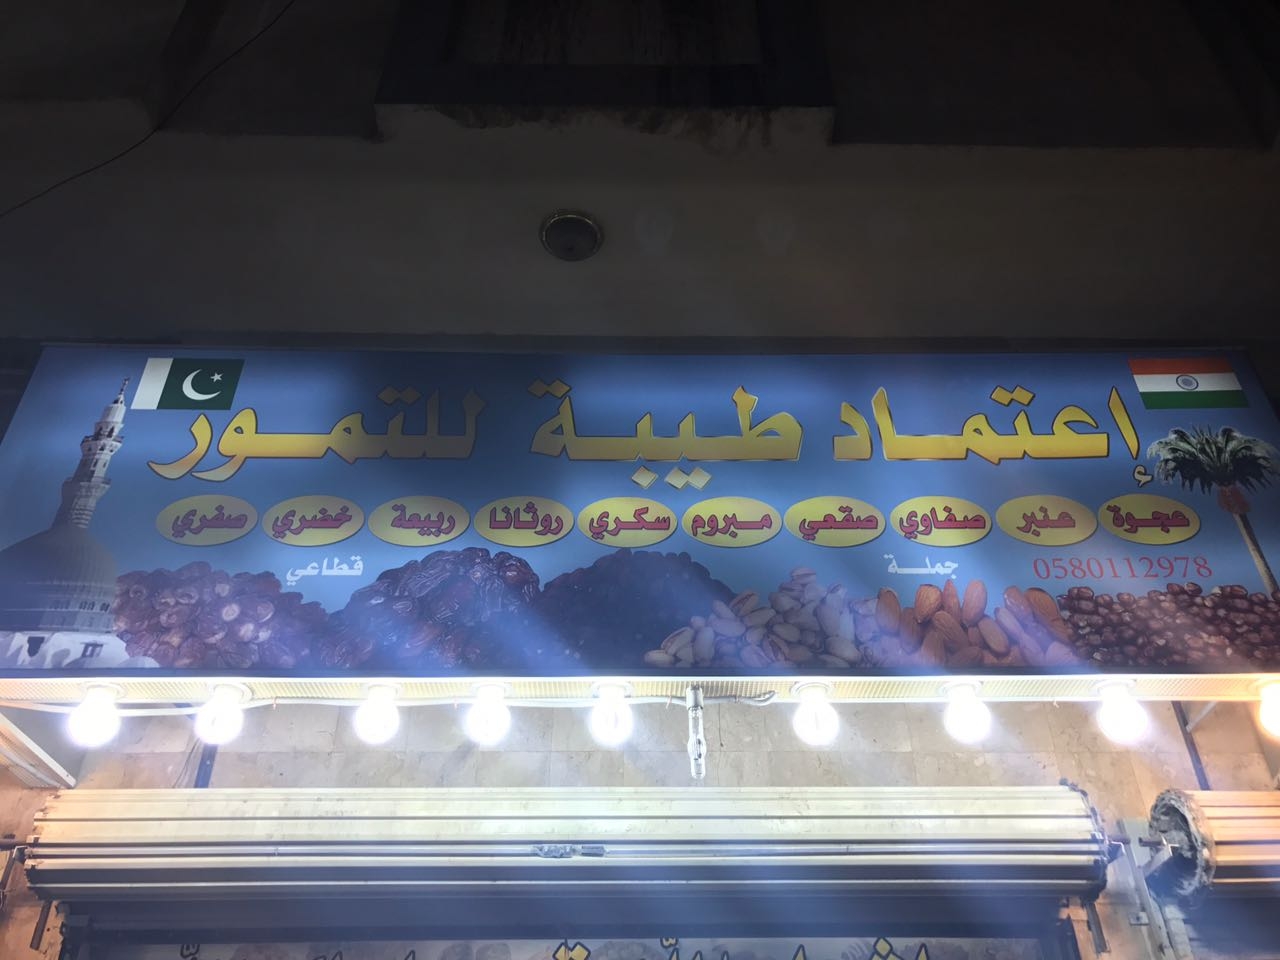 إعتماد طيبة للتمور
عجوة عنبر صفاوي صقعي مبروم سكري روثانا ربيعة خضري صفري
0580112978 جملة قطاعي